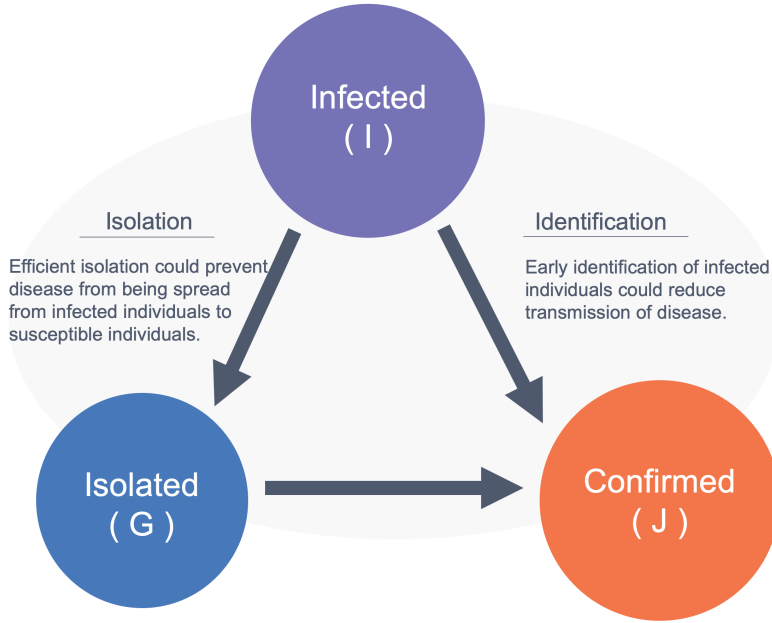 Infected
( I )
Isolation
Efficient isolation could prevent
disease from being spread
from infected individuals to
susceptible individuals.
Identification
Early identification of infected
individuals could reduce
transmission of disease.
Isolated
( G )
Confirmed
( J )